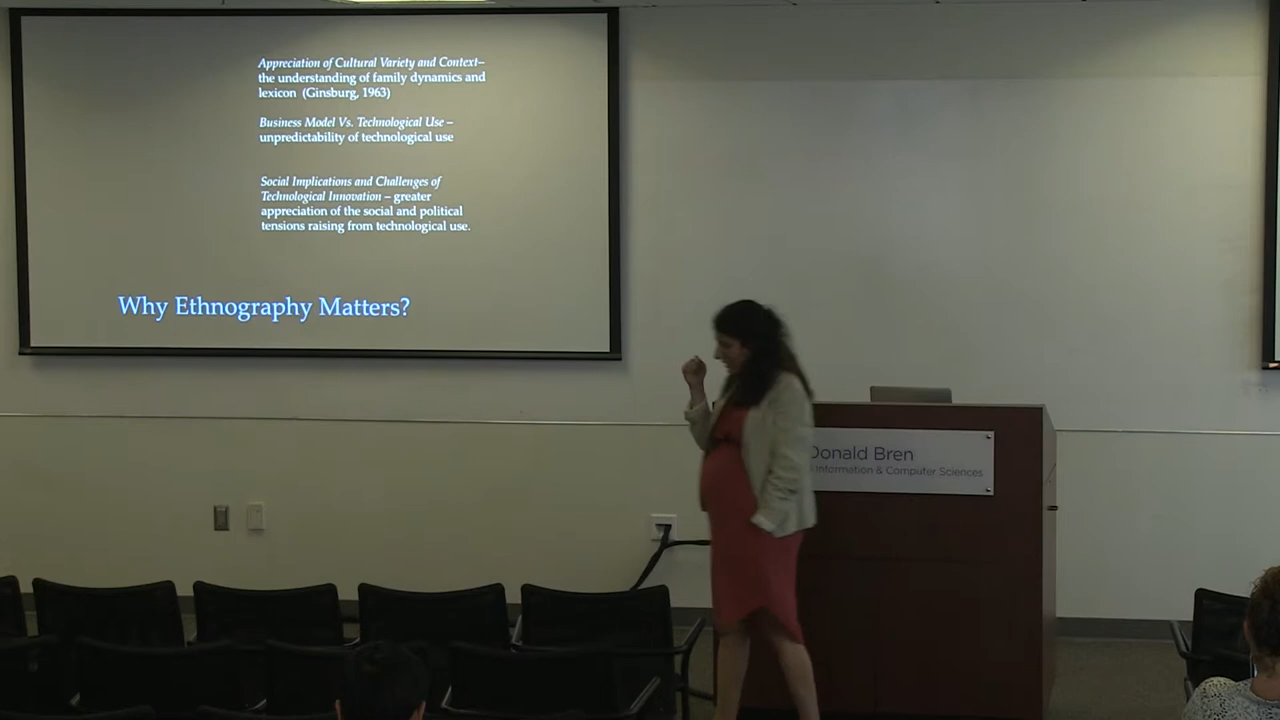 Appreciation of Cultural Variety and Context–
the understanding of family dynamics and
lexicon (Ginsburg, 1963)
Business Model Vs. Technological Use –
unpredictability of technological use
Social Implications and Challenges of
Technological Innovation – greater
appreciation of the social and political
tensions raising from technological use.
Why Ethnography Matters?
Donald Bren
Information & Computer Sciences